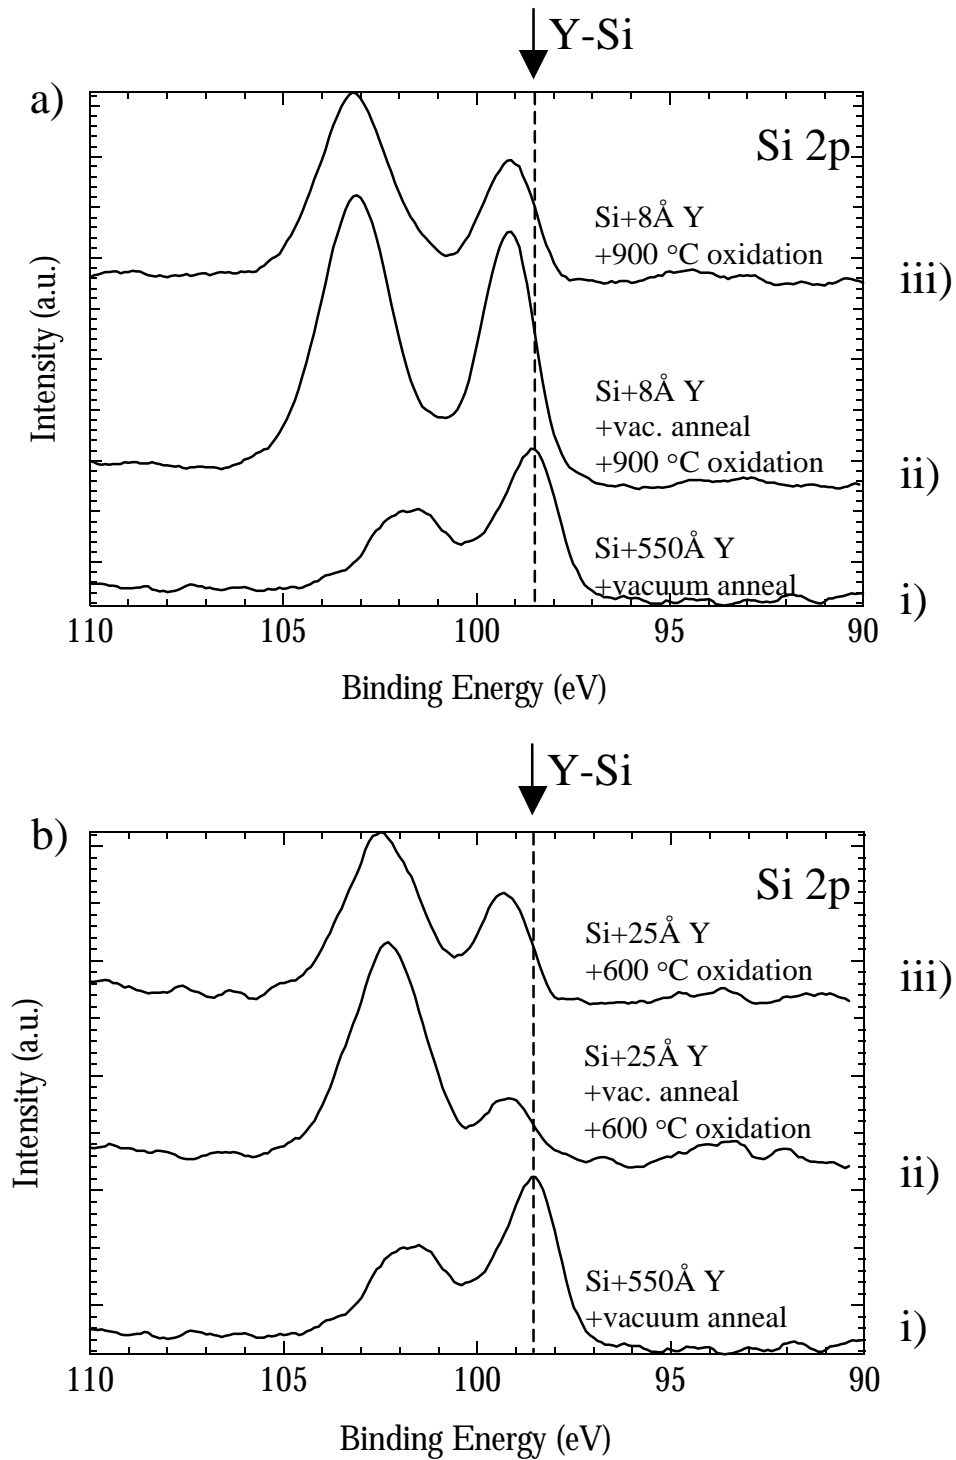 Y-Si
a)
Si 2p
Si+8Å Y
+900 °C oxidation
iii)
Si+8Å Y
+vac. anneal
+900 °C oxidation
ii)
Si+550Å Y
+vacuum anneal
i)
Intensity (a.u.)
110 105 100 95 90
Binding Energy (eV)
Y-Si
b)
Si 2p
Si+25Å Y
+600 °C oxidation
iii)
Si+25Å Y
+vac. anneal
+600 °C oxidation
ii)
Si+550Å Y
+vacuum anneal
i)
Intensity (a.u.)
110 105 100 95 90
Binding Energy (eV)